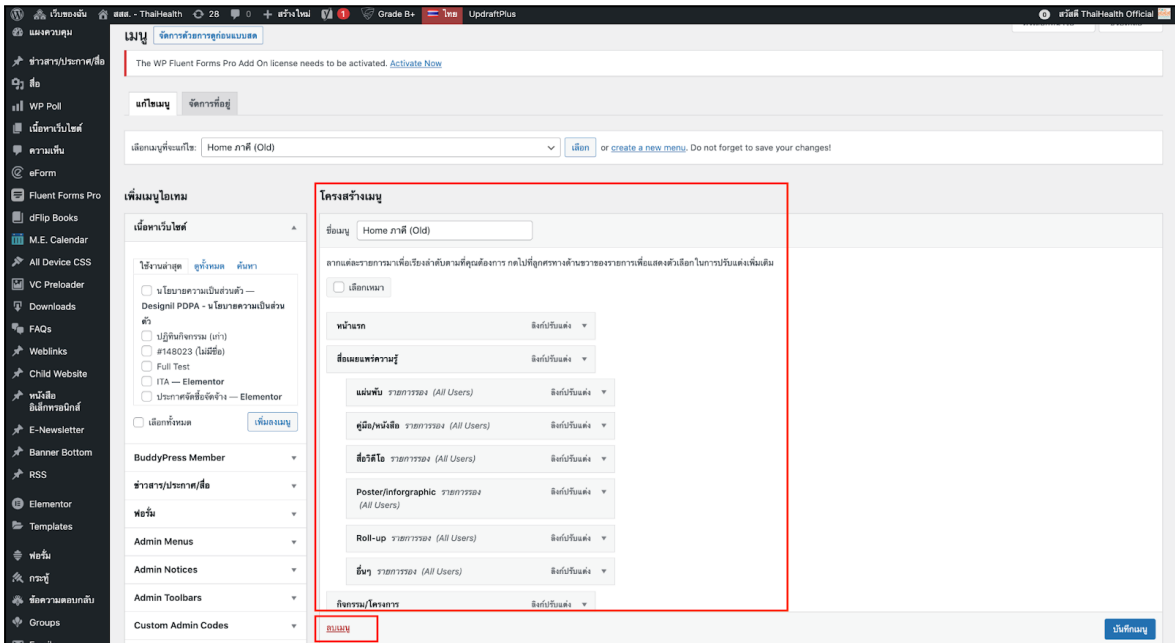 เว็บของฉัน สสส. - ThaiHealth 28 0 + สร้างใหม่ 1 Grade B+ ไทย UpdraftPlus สวัสดี ThaiHealth Official
แผงควบคุม
ข่าวสาร/ประกาศ/สื่อ
สื่อ
WP Poll
เนื้อหาเว็บไซต์
ความเห็น
eForm
Fluent Forms Pro
dFlip Books
M.E. Calendar
All Device CSS
VC Preloader
Downloads
FAQs
Weblinks
Child Website
หนังสือ
อิเล็กทรอนิกส์
E-Newsletter
Banner Bottom
RSS
Elementor
Templates
ฟอรั่ม
กระทู้
ข้อความตอบกลับ
Groups
เมนู จัดการด้วยการดูก่อนแบบสด
The WP Fluent Forms Pro Add On license needs to be activated. Activate Now
แก้ไขเมนู จัดการที่อยู่
เลือกเมนูที่จะแก้ไข: Home ภาคี (Old) เลือก or create a new menu. Do not forget to save your changes!
เพิ่มเมนูไอเทม
เนื้อหาเว็บไซต์
ใช้งานล่าสุด ดูทั้งหมด ค้นหา
นโยบายความเป็นส่วนตัว —
Designil PDPA - นโยบายความเป็นส่วน
ตัว
ปฏิทินกิจกรรม (เก่า)
#148023 (ไม่มีชื่อ)
Full Test
ITA — Elementor
ประกาศจัดซื้อจัดจ้าง — Elementor
เลือกทั้งหมด เพิ่มลงเมนู
BuddyPress Member
ข่าวสาร/ประกาศ/สื่อ
ฟอรั่ม
Admin Menus
Admin Notices
Admin Toolbars
Custom Admin Codes
โครงสร้างเมนู
ชื่อเมนู Home ภาคี (Old)
ลากแต่ละรายการมาเพื่อเรียงลำดับตามที่คุณต้องการ กดไปที่ลูกศรทางด้านขวาของรายการเพื่อแสดงตัวเลือกในการปรับแต่งเพิ่มเติม
เลือกเหมา
หน้าแรก ลิงก์ปรับแต่ง
สื่อเผยแพร่ความรู้ ลิงก์ปรับแต่ง
แผ่นพับ รายการรอง (All Users) ลิงก์ปรับแต่ง
คู่มือ/หนังสือ รายการรอง (All Users) ลิงก์ปรับแต่ง
สื่อวิดีโอ รายการรอง (All Users) ลิงก์ปรับแต่ง
Poster/inforgraphic รายการรอง ลิงก์ปรับแต่ง
(All Users)
Roll-up รายการรอง (All Users) ลิงก์ปรับแต่ง
อื่นๆ รายการรอง (All Users) ลิงก์ปรับแต่ง
กิจกรรม/โครงการ ลิงก์ปรับแต่ง
ลบเมนู บันทึกเมนู